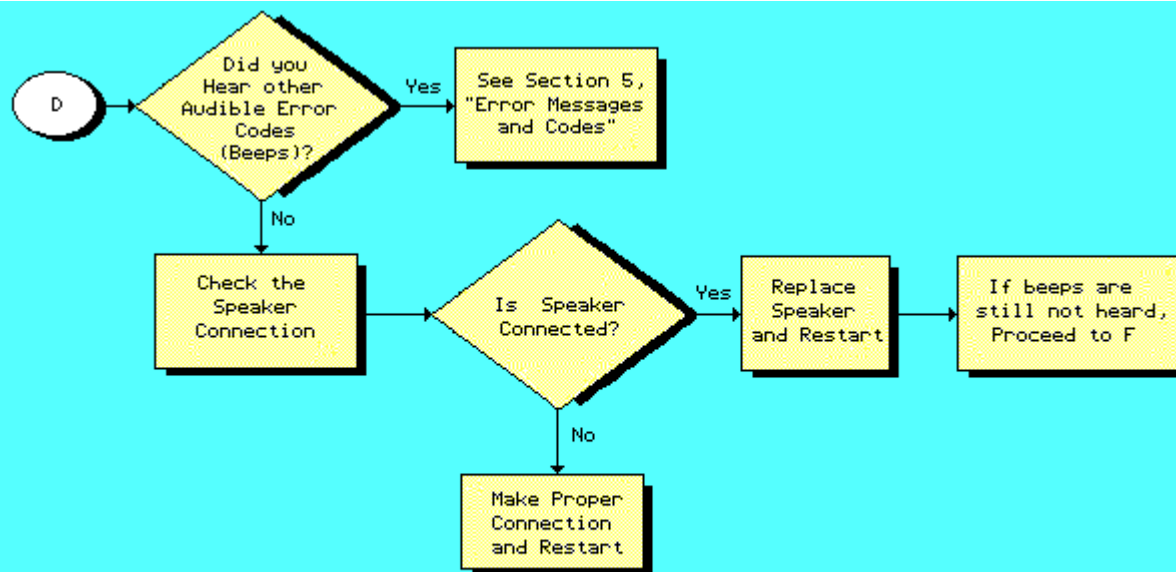 D
Did you
Hear other
Audible Error
Codes
(Beeps)?
Yes
See Section 5,
"Error Messages
and Codes"
No
Check the
Speaker
Connection
Is Speaker
Connected?
Yes
Replace
Speaker
and Restart
If beeps are
still not heard,
Proceed to F
No
Make Proper
Connection
and Restart